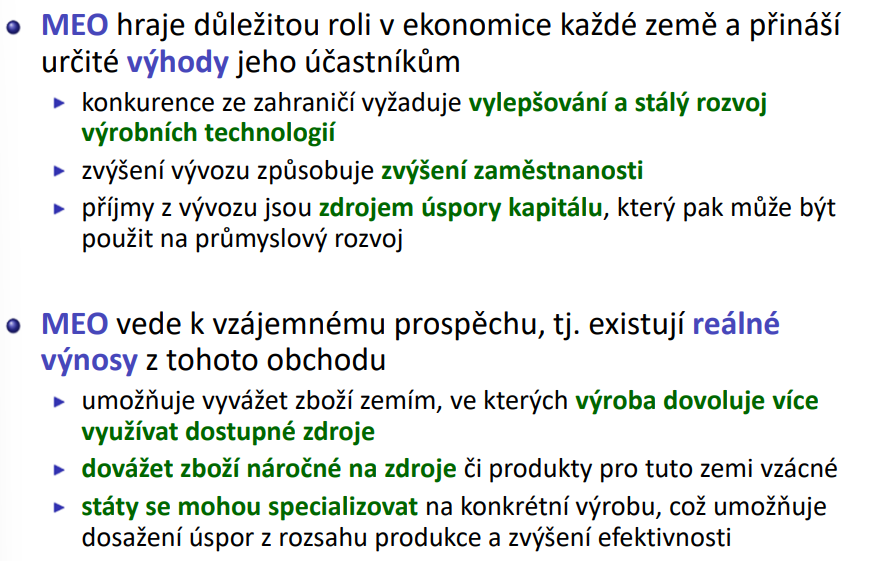 MEO hraje důležitou roli v ekonomice každé země a přináší
určité výhody jeho účastníkům
konkurence ze zahraničí vyžaduje vylepšování a stálý rozvoj
výrobních technologií
zvýšení vývozu způsobuje zvýšení zaměstnanosti
příjmy z vývozu jsou zdrojem úspory kapitálu, který pak může být
použit na průmyslový rozvoj
MEO vede k vzájemnému prospěchu, tj. existují reálné
výnosy z tohoto obchodu
umožňuje vyvážet zboží zemím, ve kterých výroba dovoluje více
využívat dostupné zdroje
dovážet zboží náročné na zdroje či produkty pro tuto zemi vzácné
státy se mohou specializovat na konkrétní výrobu, což umožňuje
dosažení úspor z rozsahu produkce a zvýšení efektivnosti